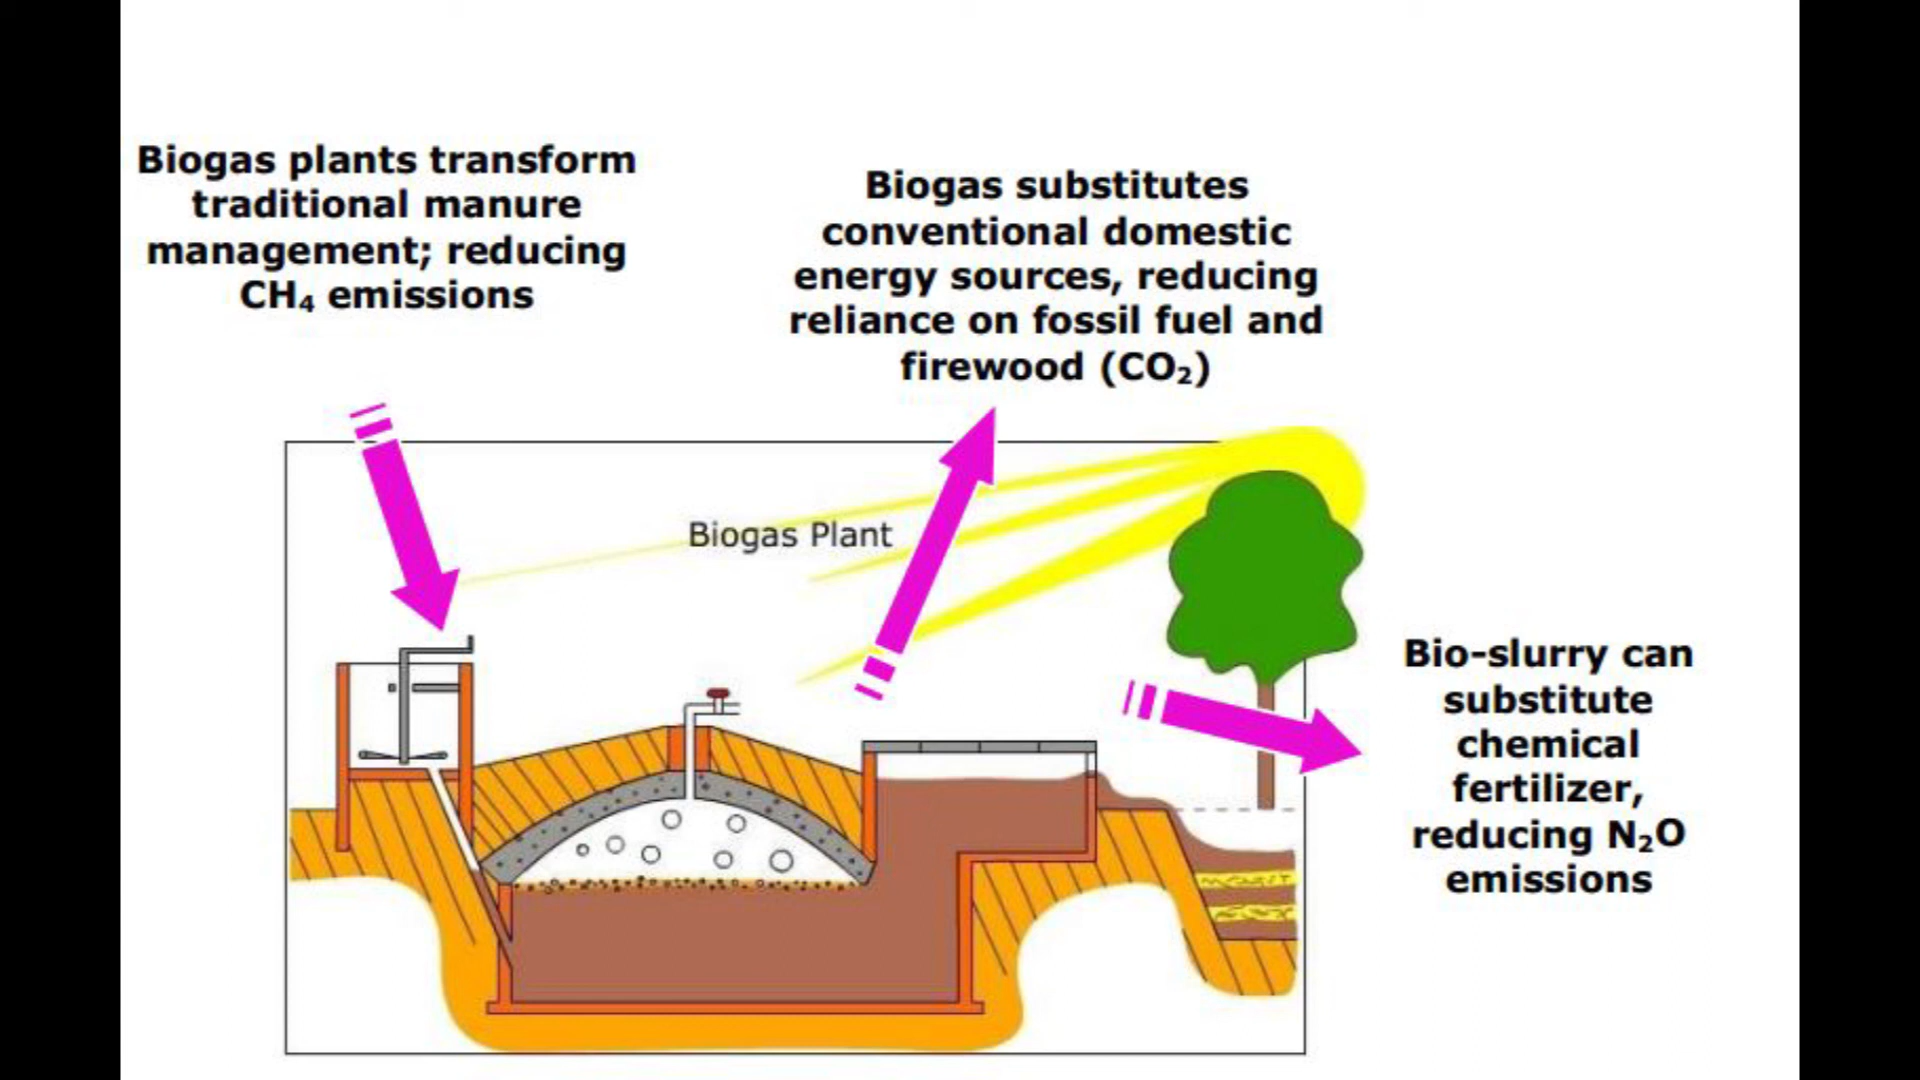 Biogas plants transform
traditional manure
management; reducing
CH₄ emissions
Biogas substitutes
conventional domestic
energy sources, reducing
reliance on fossil fuel and
firewood (CO₂)
Biogas Plant
Bio-slurry can
substitute
chemical
fertilizer,
reducing N₂O
emissions